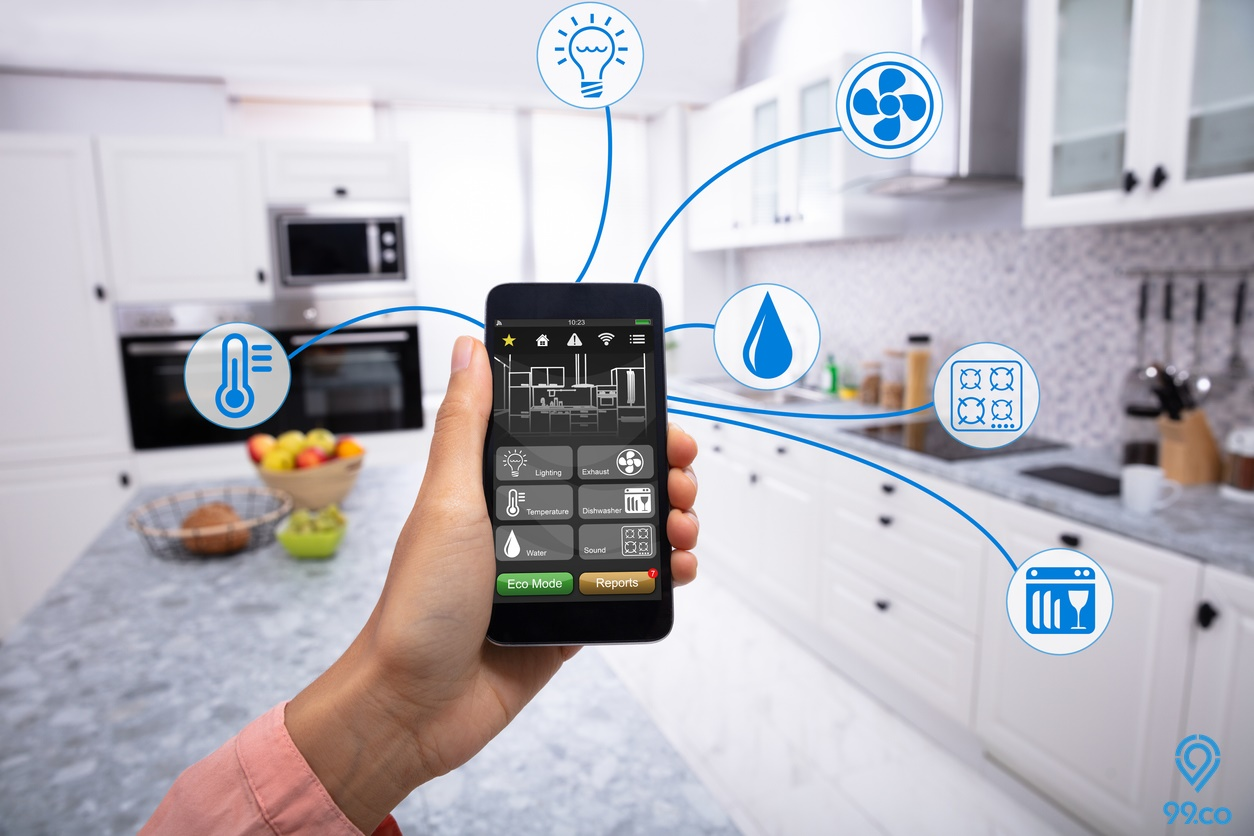 10:23
Lighting
Exhaust
Temperature
Dishwasher
Water
Sound
Eco Mode
Reports
7
99.co